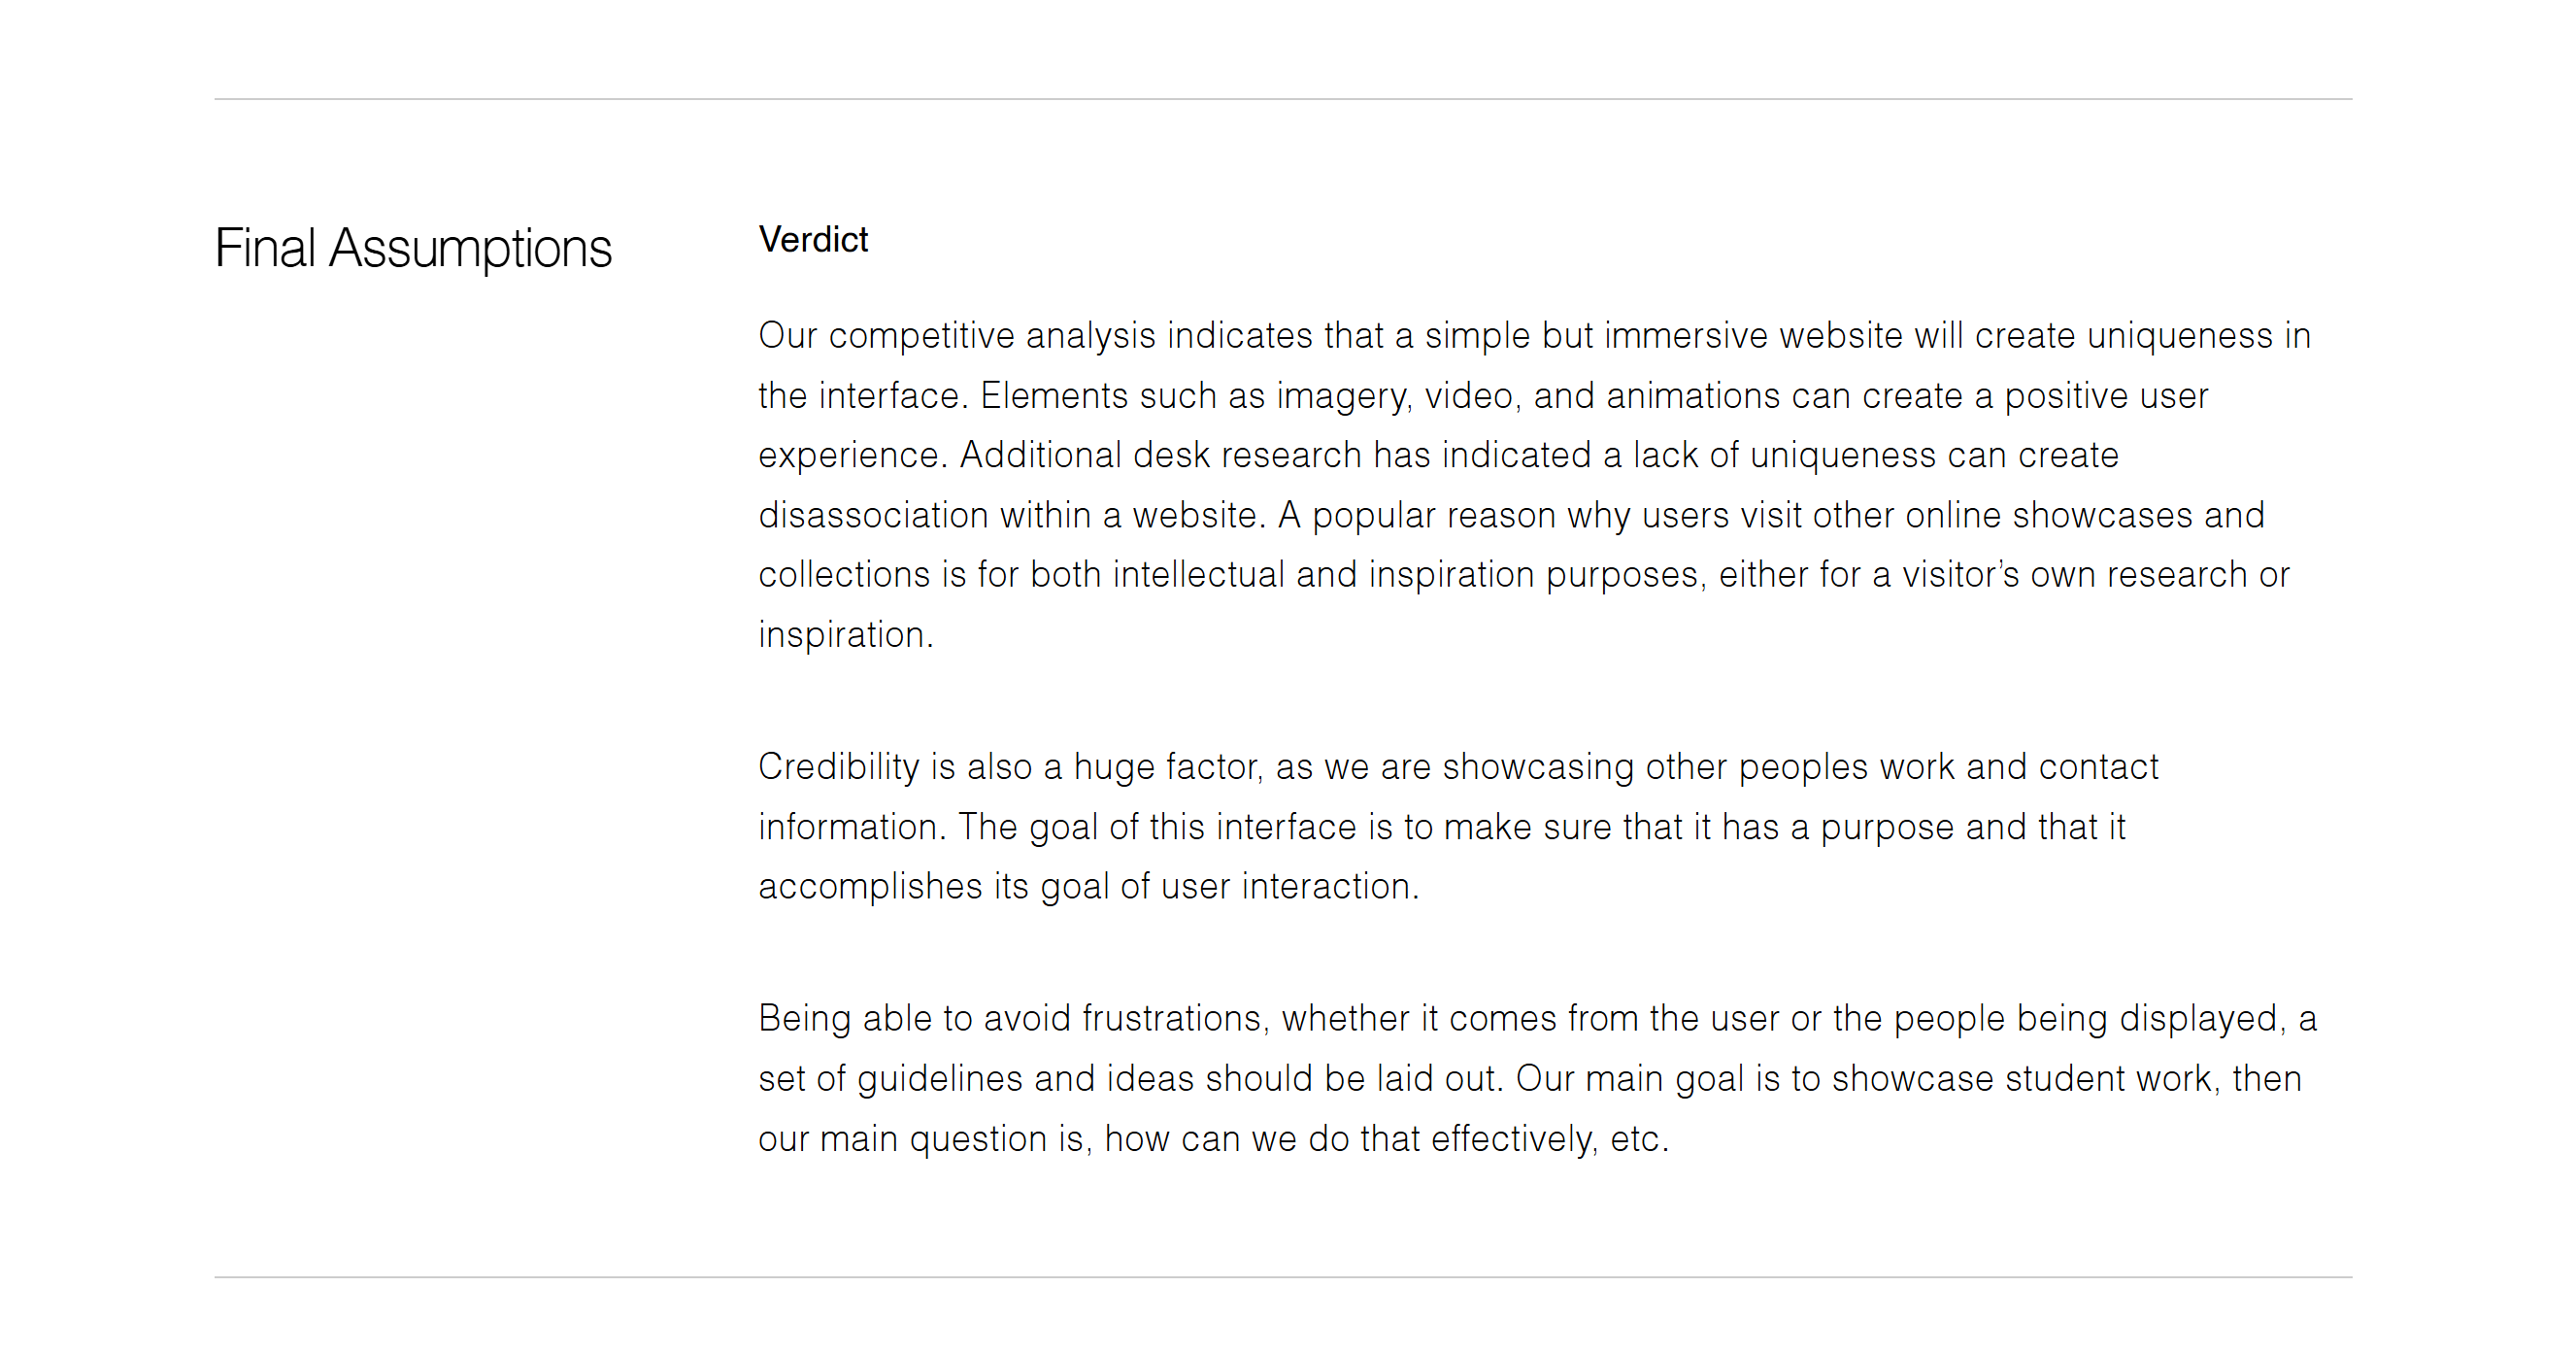 Final Assumptions
Verdict
Our competitive analysis indicates that a simple but immersive website will create uniqueness in
the interface. Elements such as imagery, video, and animations can create a positive user
experience. Additional desk research has indicated a lack of uniqueness can create
disassociation within a website. A popular reason why users visit other online showcases and
collections is for both intellectual and inspiration purposes, either for a visitor’s own research or
inspiration.
Credibility is also a huge factor, as we are showcasing other peoples work and contact
information. The goal of this interface is to make sure that it has a purpose and that it
accomplishes its goal of user interaction.
Being able to avoid frustrations, whether it comes from the user or the people being displayed, a
set of guidelines and ideas should be laid out. Our main goal is to showcase student work, then
our main question is, how can we do that effectively, etc.